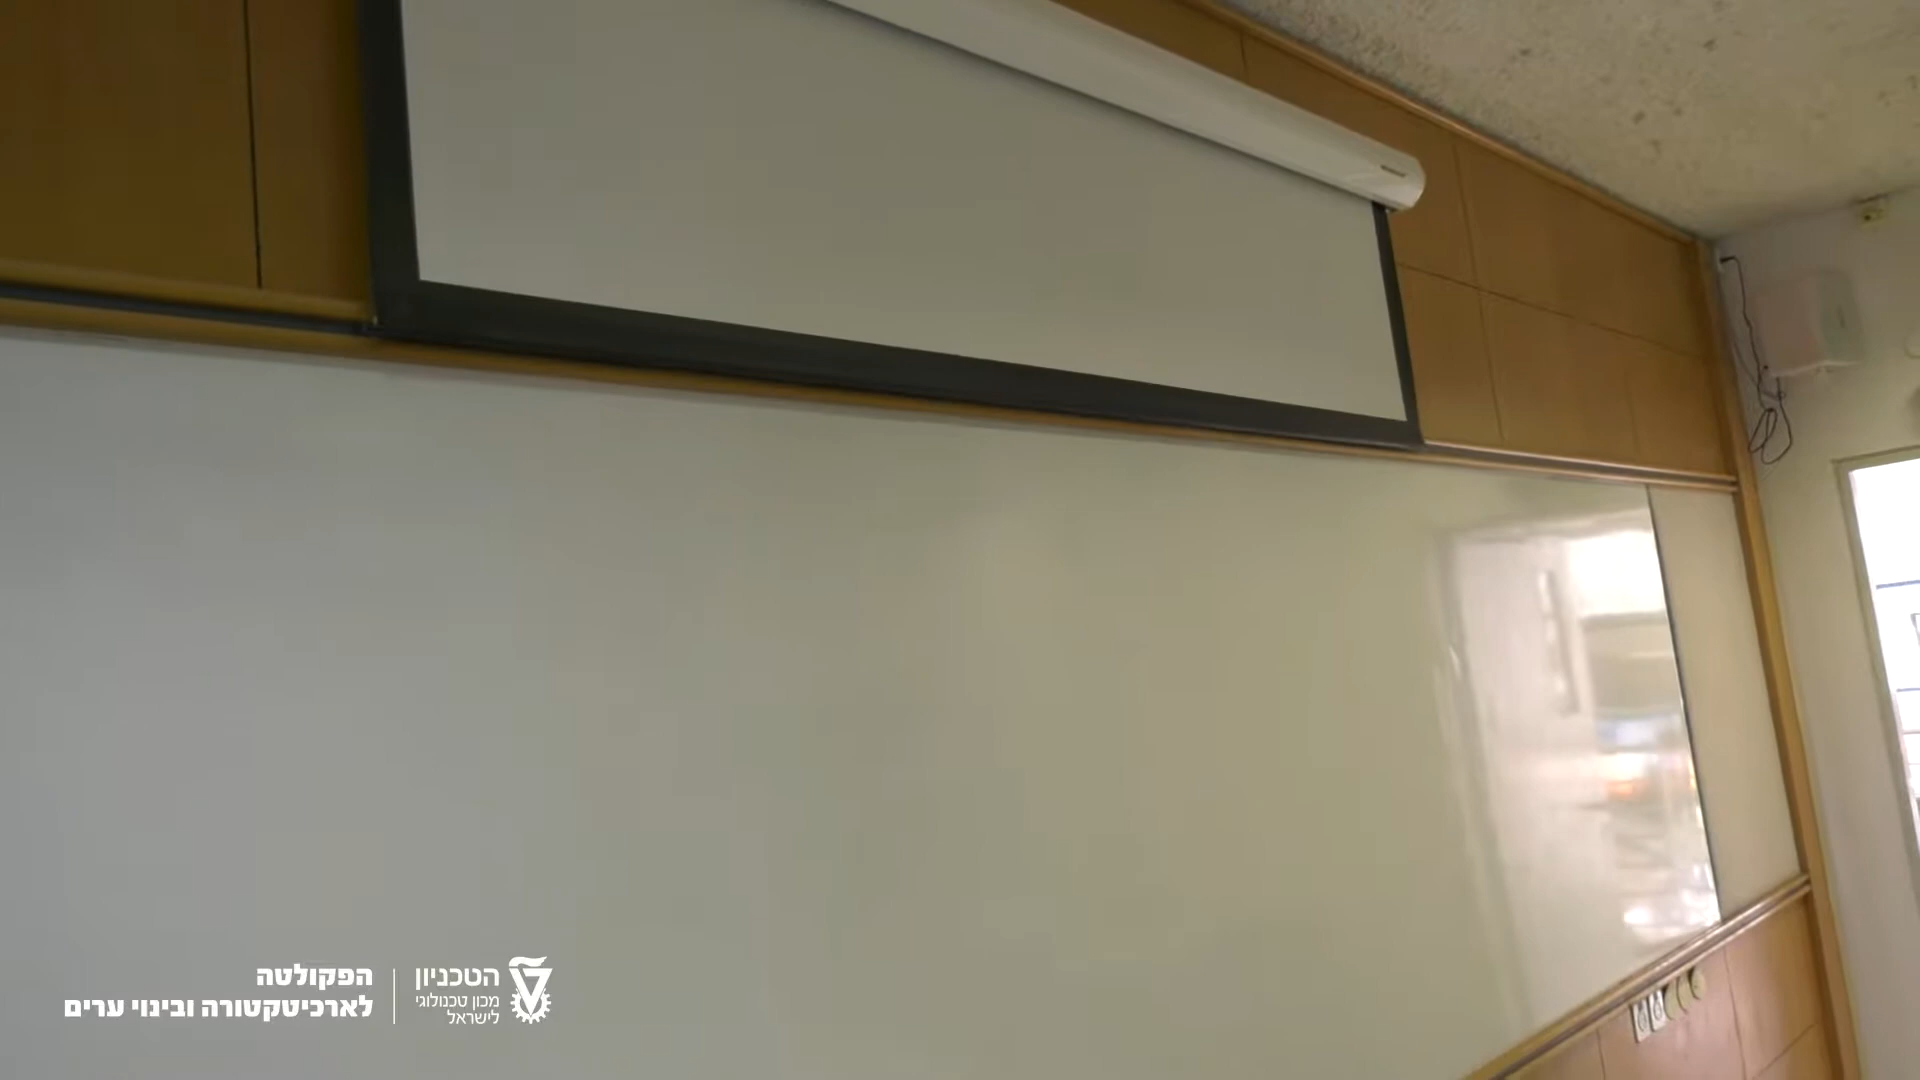 הטכניון
מכון טכנולוגי
לישראל
הפקולטה
לארכיטקטורה ובינוי ערים